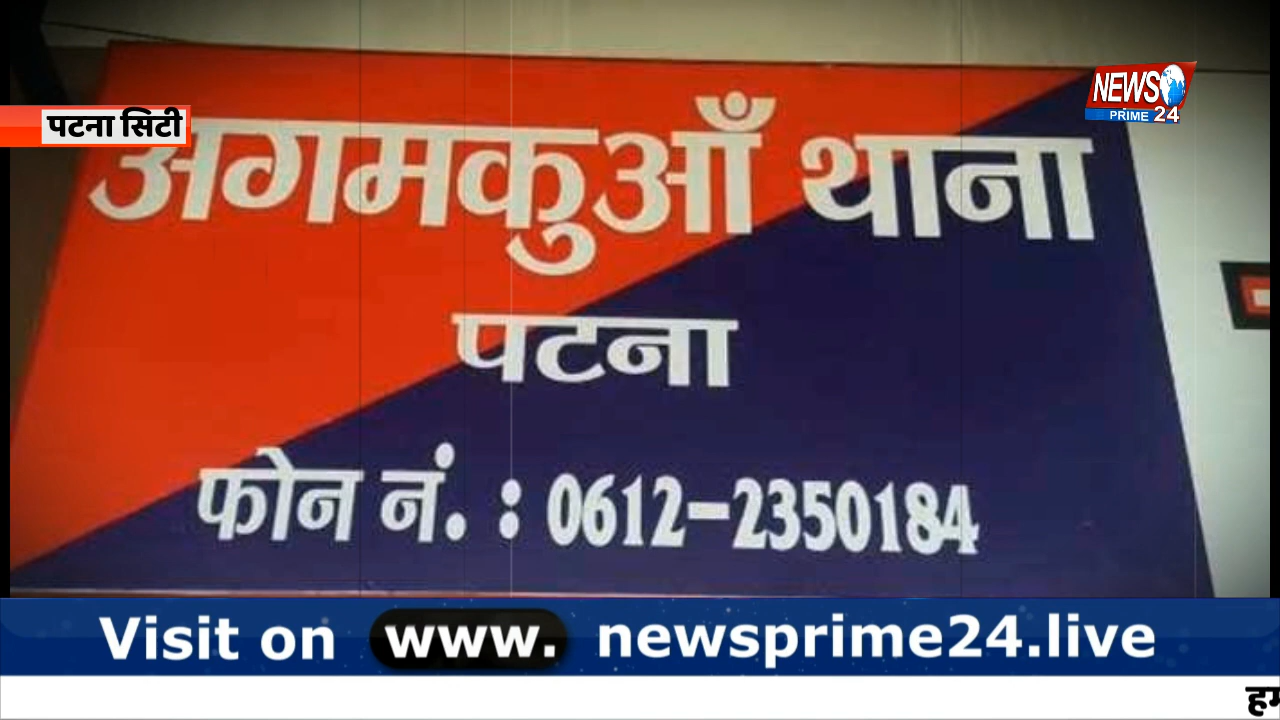 NEWS
PRIME 24
पटना सिटी
अगमकुआँ थाना
पटना
फोन नं. : 0612-2350184
Visit on www. newsprime24.live